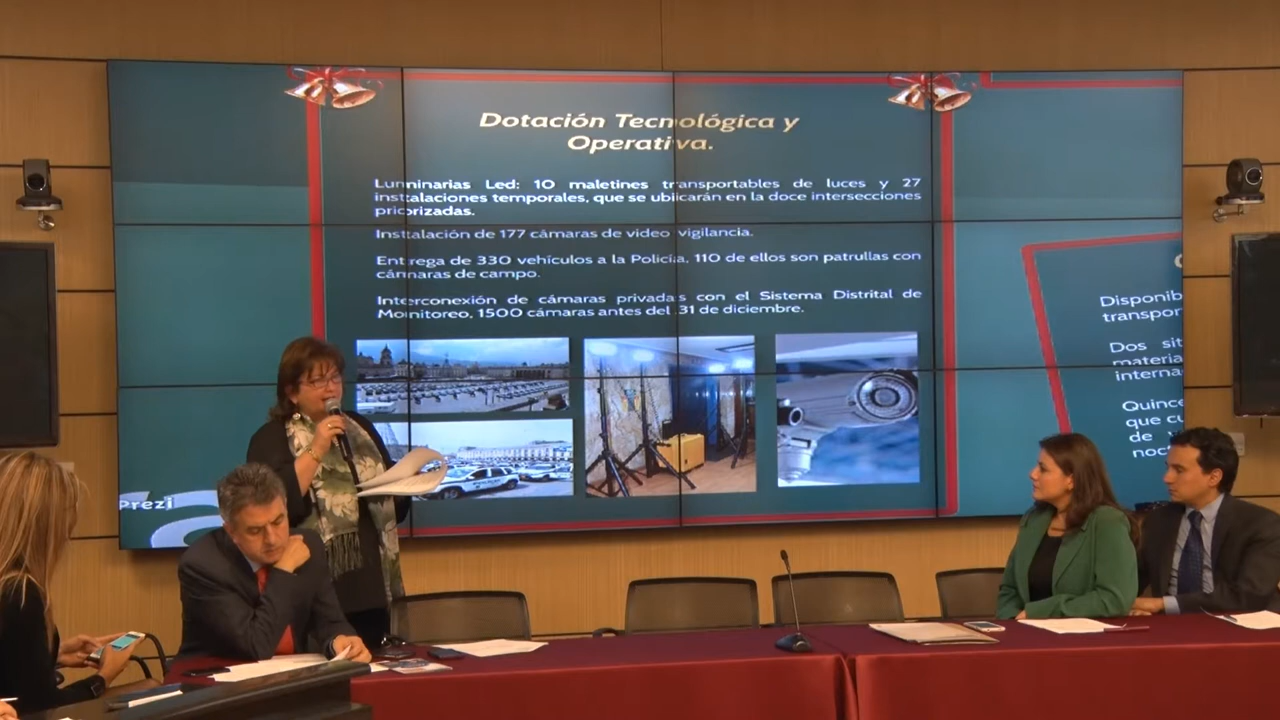 Dotación Tecnológica y
Operativa.
Luminarias Led: 10 maletines transportables de luces y 27
instalaciones temporales, que se ubicarán en la doce intersecciones
priorizadas.
Instalación de 177 cámaras de video vigilancia.
Entrega de 330 vehículos a la Policía, 110 de ellos son patrullas con
cámaras de campo.
Interconexión de cámaras privadas con el Sistema Distrital de
Monitoreo, 1500 cámaras antes del 31 de diciembre.
Disponib
transpor
Dos sit
materia
interna
Quince
que cu
de
noct
Prezi